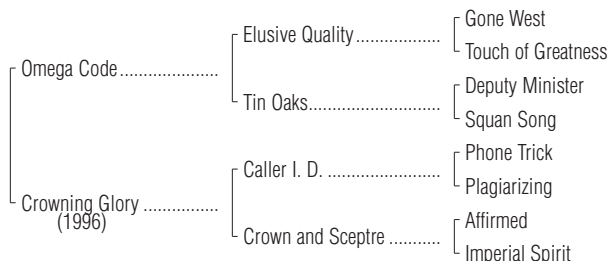 Gone West
Elusive Quality ....................
Touch of Greatness
Omega Code .......................
Deputy Minister
Tin Oaks................................
Squan Song
Phone Trick
Caller I. D. ...........................
Plagiarizing
Crowning Glory ..................
(1996)
Affirmed
Crown and Sceptre ............
Imperial Spirit